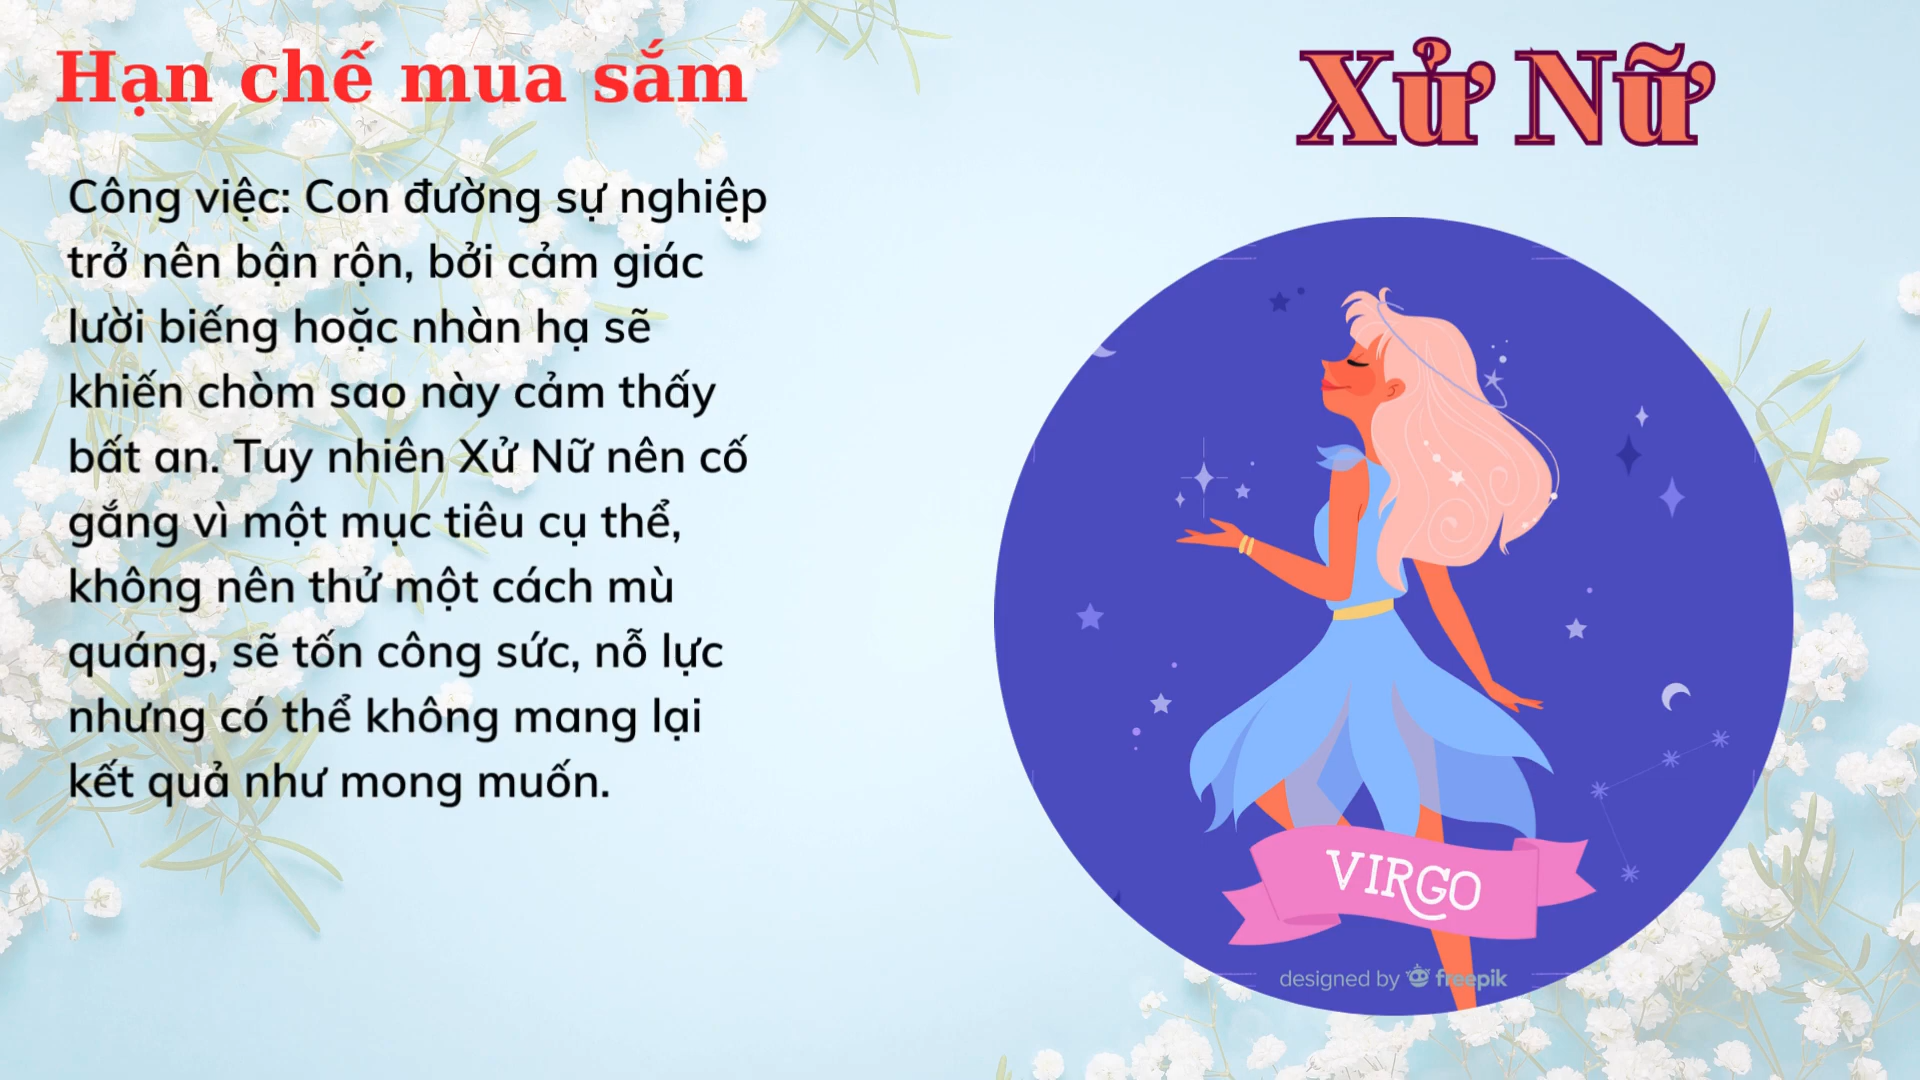 Hạn chế mua sắm
Xử Nữ
Công việc: Con đường sự nghiệp
trở nên bận rộn, bởi cảm giác
lười biếng hoặc nhàn hạ sẽ
khiến chòm sao này cảm thấy
bất an. Tuy nhiên Xử Nữ nên cố
gắng vì một mục tiêu cụ thể,
không nên thử một cách mù
quáng, sẽ tốn công sức, nỗ lực
nhưng có thể không mang lại
kết quả như mong muốn.
VIRGO
designed by freepik